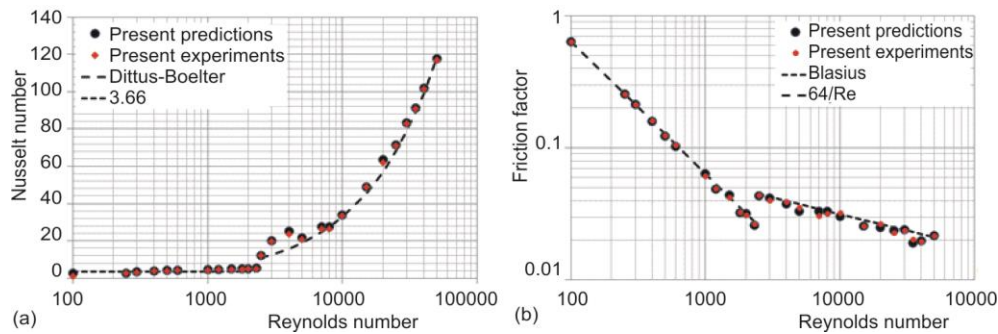 140
120
100
80
60
40
20
0
Nusselt number
Present predictions
Present experiments
Dittus-Boelter
3.66
100
1000
10000
100000
Reynolds number
(a)
1
0.1
0.01
Friction factor
Present predictions
Present experiments
Blasius
64/Re
100
1000
10000
100000
Reynolds number
(b)